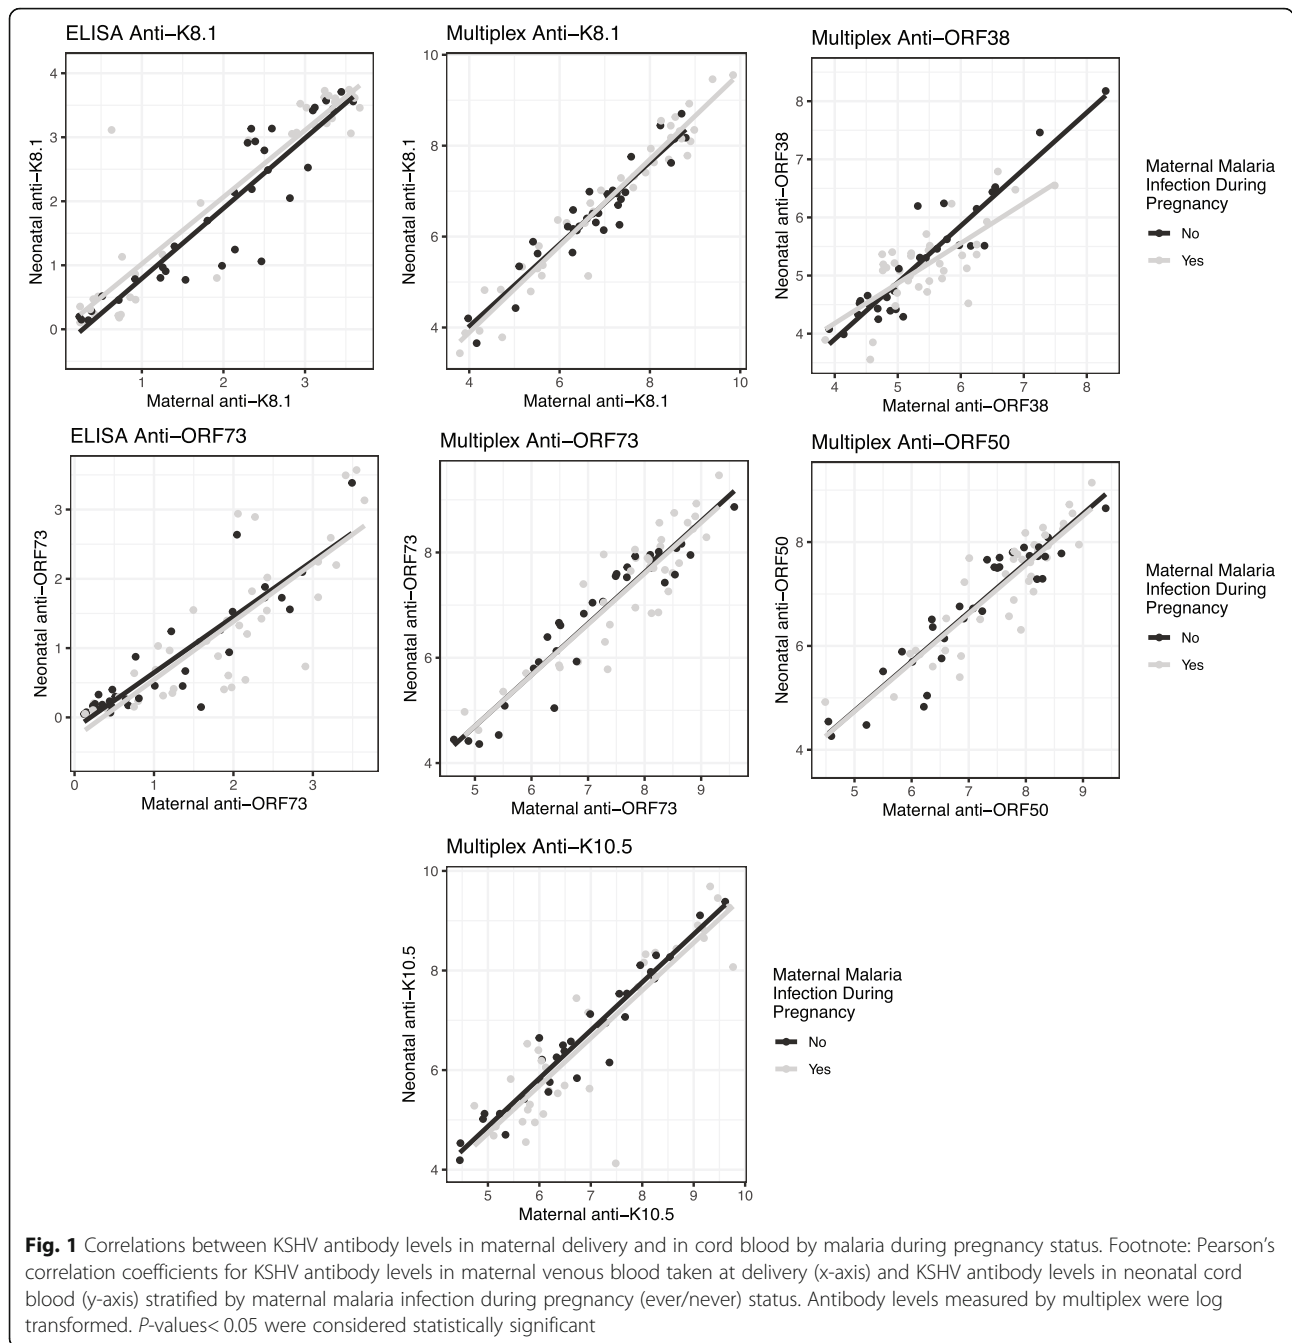 ELISA Anti−K8.1
Multiplex Anti−K8.1
Multiplex Anti−ORF38
Neonatal anti−K8.1
4
3
2
1
0
1
2
3
Maternal anti−K8.1
Neonatal anti−K8.1
10
8
6
4
4
6
8
10
Maternal anti−K8.1
Neonatal anti−ORF38
8
7
6
5
4
4
5
6
7
8
Maternal anti−ORF38
Maternal Malaria
Infection During
Pregnancy
No
Yes
ELISA Anti−ORF73
Multiplex Anti−ORF73
Multiplex Anti−ORF50
Neonatal anti−ORF73
3
2
1
0
0
1
2
3
Maternal anti−ORF73
Neonatal anti−ORF73
8
6
4
5
6
7
8
9
Maternal anti−ORF73
Neonatal anti−ORF50
8
6
4
5
6
7
8
9
Maternal anti−ORF50
Maternal Malaria
Infection During
Pregnancy
No
Yes
Multiplex Anti−K10.5
Neonatal anti−K10.5
10
8
6
4
5
6
7
8
9
10
Maternal anti−K10.5
Maternal Malaria
Infection During
Pregnancy
No
Yes
Fig. 1 Correlations between KSHV antibody levels in maternal delivery and in cord blood by malaria during pregnancy status. Footnote: Pearson's
correlation coefficients for KSHV antibody levels in maternal venous blood taken at delivery (x-axis) and KSHV antibody levels in neonatal cord
blood (y-axis) stratified by maternal malaria infection during pregnancy (ever/never) status. Antibody levels measured by multiplex were log
transformed. P-values< 0.05 were considered statistically significant